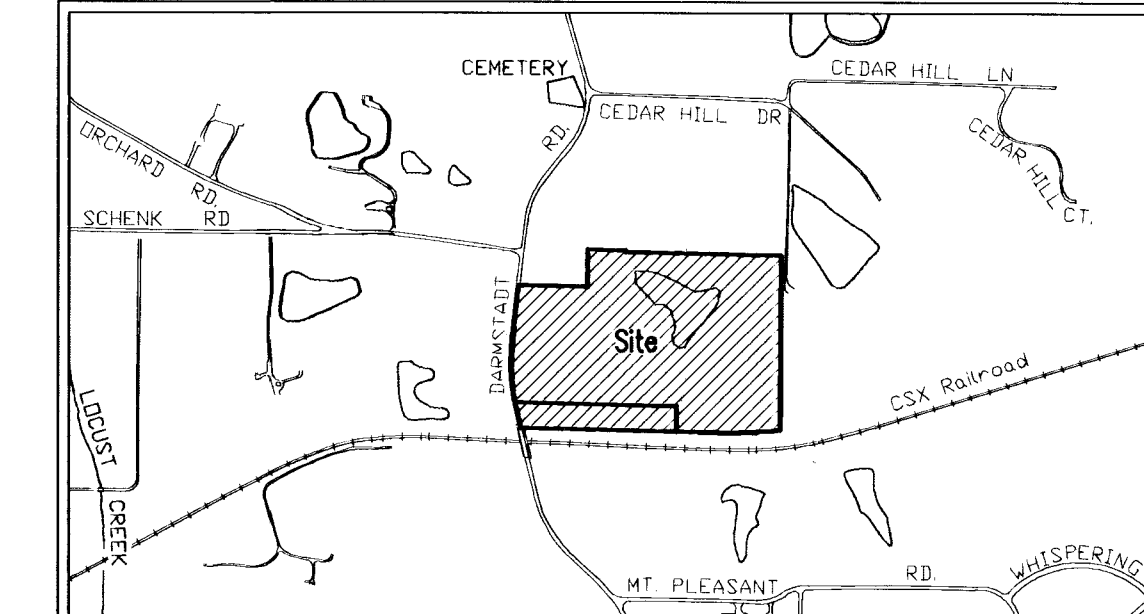 CEMETERY
CEDAR HILL LN
CEDAR HILL DR
RD.
ORCHARD RD.
CEDAR HILL CT.
SCHENK RD
DARMSTADT
Site
CSX Railroad
LOCUST CREEK
MT. PLEASANT RD.
WHISPERING